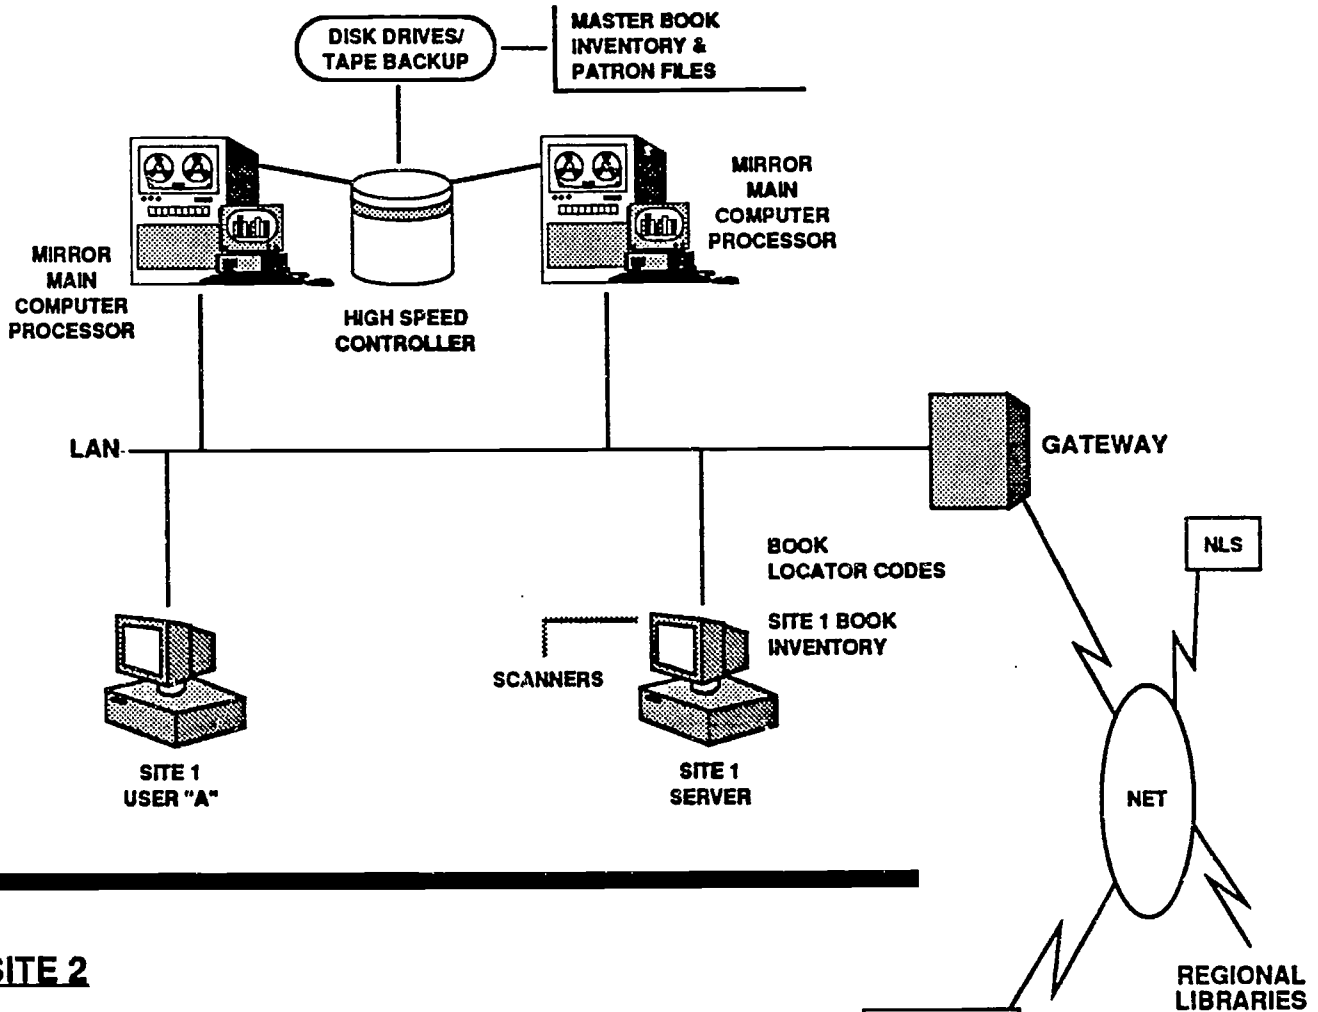 DISK DRIVES/
TAPE BACKUP
MASTER BOOK
INVENTORY &
PATRON FILES
MIRROR
MAIN
COMPUTER
PROCESSOR
HIGH SPEED
CONTROLLER
MIRROR
MAIN
COMPUTER
PROCESSOR
LAN
GATEWAY
NLS
BOOK
LOCATOR CODES
SITE 1 BOOK
INVENTORY
SCANNERS
SITE 1
USER "A"
SITE 1
SERVER
NET
SITE 2
REGIONAL
LIBRARIES